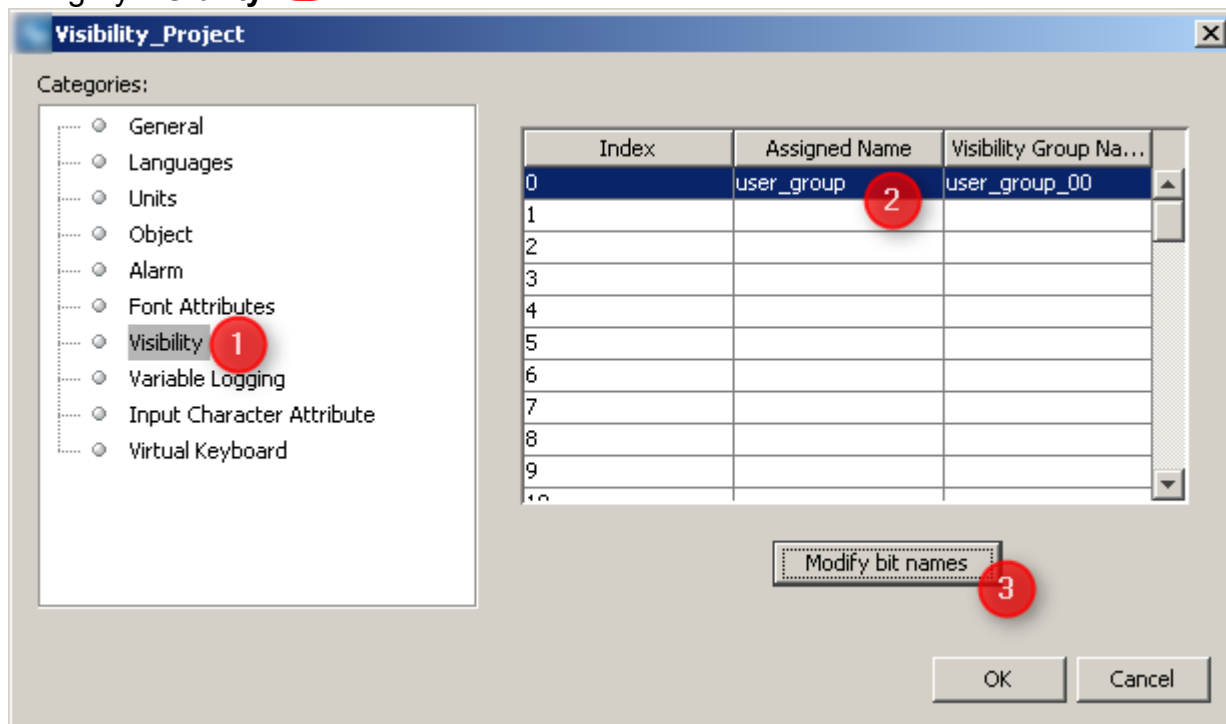 Visibility_Project
Categories:
General
Languages
Units
Object
Alarm
Font Attributes
Visibility 1
Variable Logging
Input Character Attribute
Virtual Keyboard
Index Assigned Name Visibility Group Na...
0 user_group 2 user_group_00
1
2
3
4
5
6
7
8
9
Modify bit names 3
OK Cancel